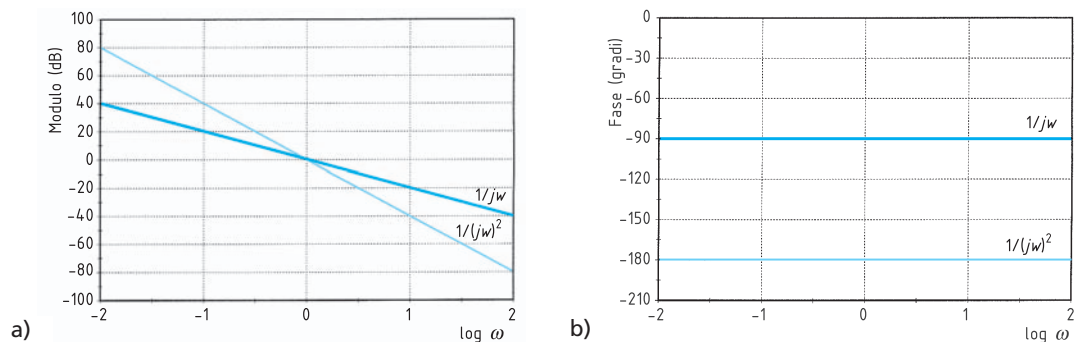 a)
Modulo (dB)
100
80
60
40
20
0
−20
−40
−60
−80
−100
1/jw
1/(jw)²
−2
−1
0
1
2
log ω
b)
Fase (gradi)
0
−30
−60
−90
−120
−150
−180
−210
1/jw
1/(jw)²
−2
−1
0
1
2
log ω